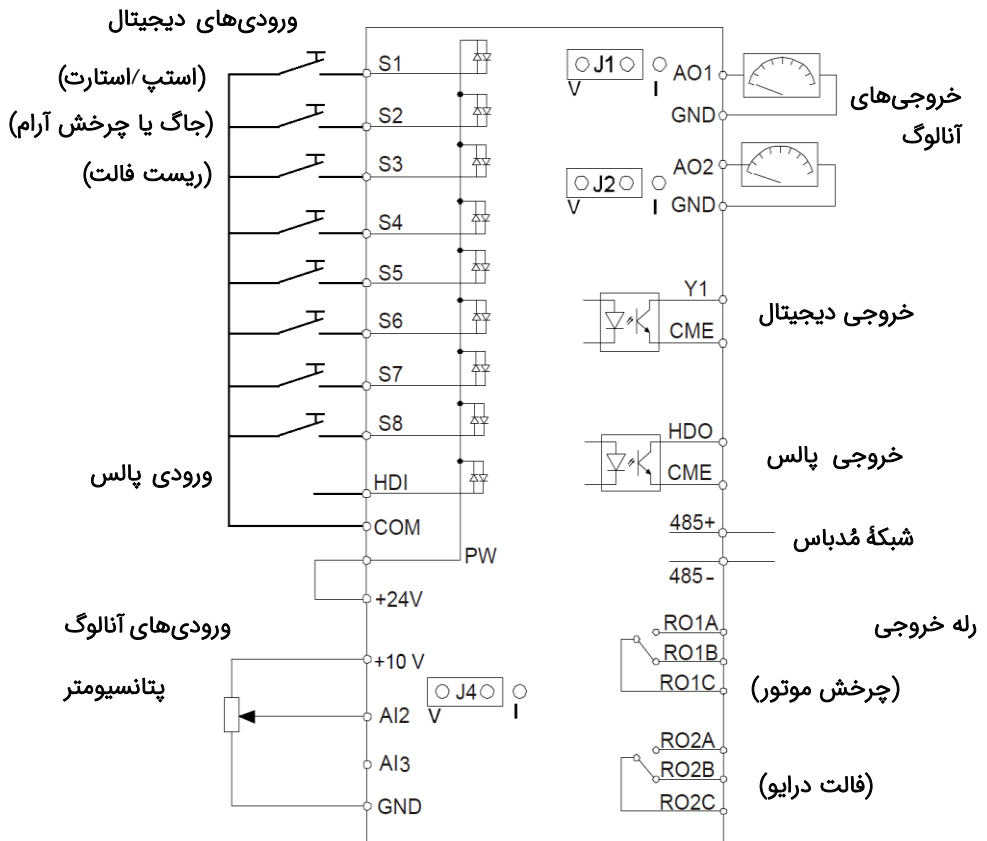 ورودی‌های دیجیتال
(استپ/استارت)
(جاگ یا چرخش آرام)
(ریست فالت)
S1
S2
S3
S4
S5
S6
S7
S8
ورودی پالس
HDI
COM
PW
+24V
ورودی‌های آنالوگ
پتانسیومتر
+10 V
J4
V I
AI2
AI3
GND
J1
V I
AO1
GND
خروجی‌های
آنالوگ
J2
V I
AO2
GND
Y1
CME
خروجی دیجیتال
HDO
CME
خروجی پالس
485+
485-
شبکهٔ مُدباس
رله خروجی
RO1A
RO1B
RO1C
(چرخش موتور)
RO2A
RO2B
RO2C
(فالت درایو)